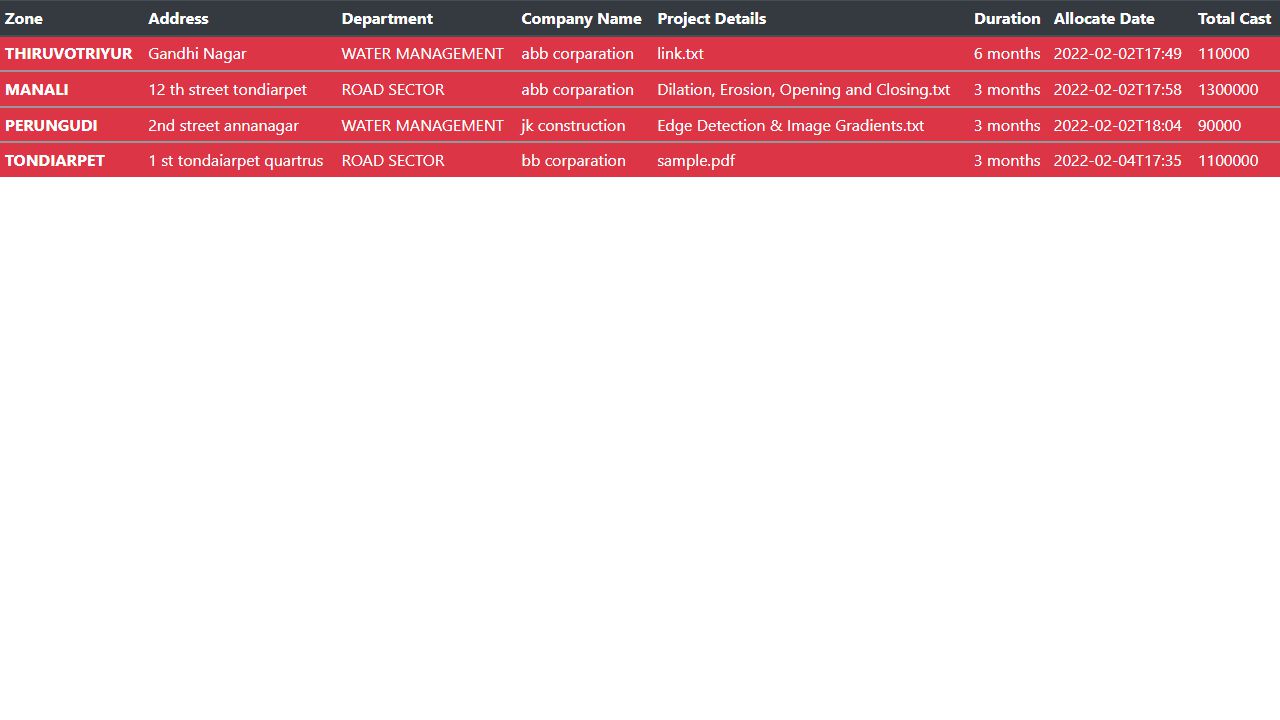 Zone Address Department Company Name Project Details Duration Allocate Date Total Cast
THIRUVOTRIYUR Gandhi Nagar WATER MANAGEMENT abb corparation link.txt 6 months 2022-02-02T17:49 110000
MANALI 12 th street tondiarpet ROAD SECTOR abb corparation Dilation, Erosion, Opening and Closing.txt 3 months 2022-02-02T17:58 1300000
PERUNGUDI 2nd street annanagar WATER MANAGEMENT jk construction Edge Detection & Image Gradients.txt 3 months 2022-02-02T18:04 90000
TONDIARPET 1 st tondaiarpet quartrus ROAD SECTOR bb corparation sample.pdf 3 months 2022-02-04T17:35 1100000